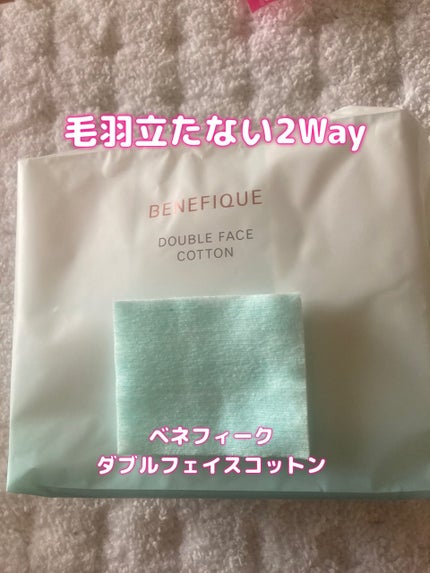 毛羽立たない2Way
BENEFIQUE
DOUBLE FACE
COTTON
ベネフィーク
ダブルフェイスコットン